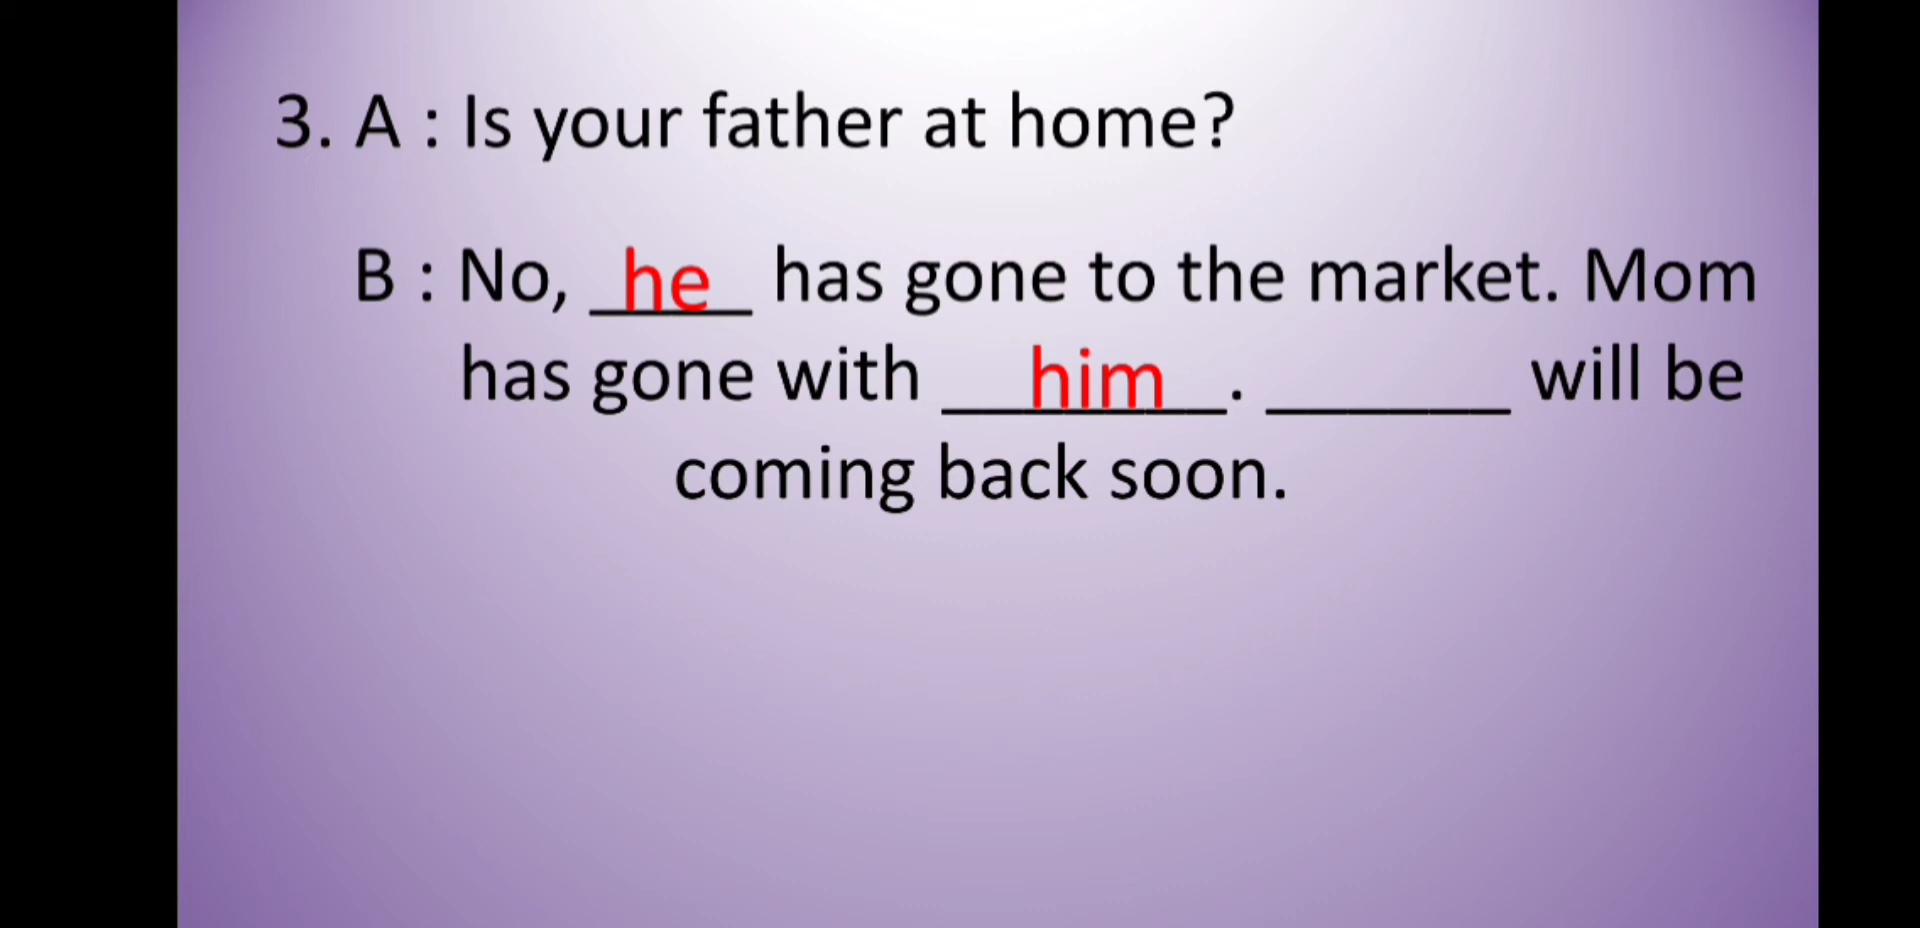 3. A : Is your father at home?
B : No, he has gone to the market. Mom
has gone with him. ______ will be
coming back soon.